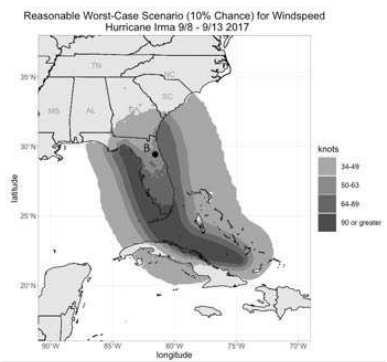 Reasonable Worst-Case Scenario (10% Chance) for Windspeed
Hurricane Irma 9/8 - 9/13 2017
35°N
30°N
25°N
20°N
latitude
TN
NC
SC
MS
AL
GA
B
knots
34-49
50-63
64-89
90 or greater
90°W
85°W
80°W
75°W
70°W
longitude